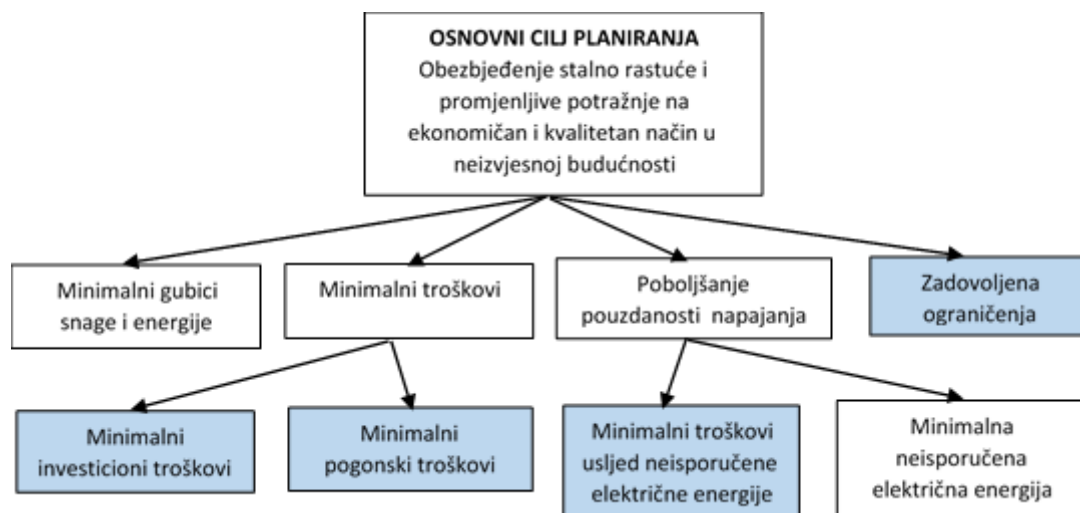 OSNOVNI CILJ PLANIRANJA
Obezbjeđenje stalno rastuće i
promjenljive potražnje na
ekonomičan i kvalitetan način u
neizvjesnoj budućnosti
Minimalni gubici
snage i energije
Minimalni troškovi
Poboljšanje
pouzdanosti napajanja
Zadovoljena
ograničenja
Minimalni
investicioni troškovi
Minimalni
pogonski troškovi
Minimalni troškovi
usljed neisporučene
električne energije
Minimalna
neisporučena
električna energija